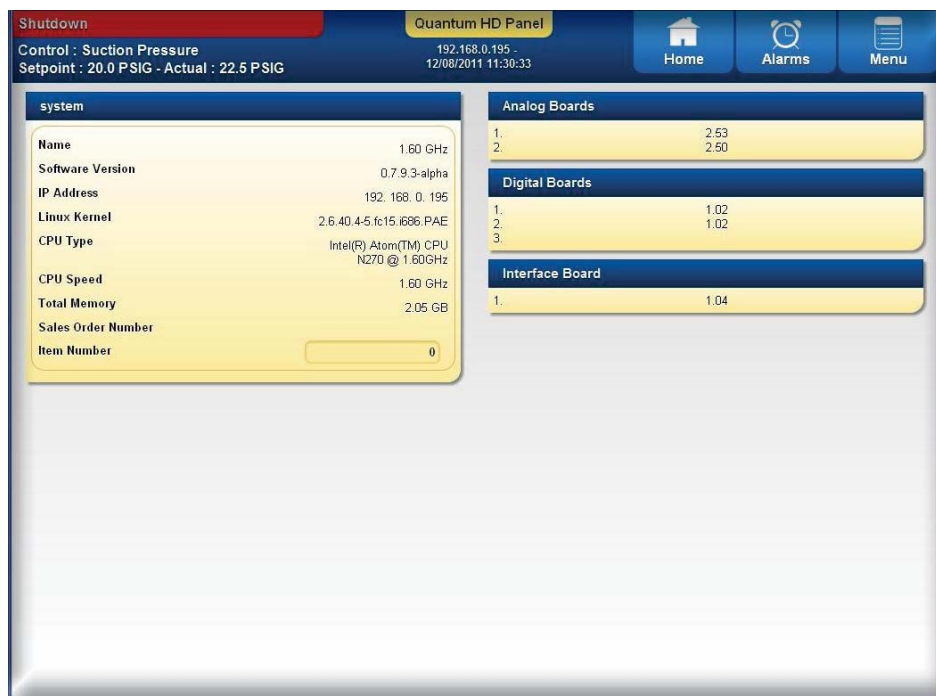 Shutdown
Quantum HD Panel
Control : Suction Pressure
Setpoint : 20.0 PSIG - Actual : 22.5 PSIG
192.168.0.195 -
12/08/2011 11:30:33
Home
Alarms
Menu
system
Name 1.60 GHz
Software Version 0.7.9.3-alpha
IP Address 192. 168. 0. 195
Linux Kernel 2.6.40.4-5.fc15.i686.PAE
CPU Type Intel(R) Atom(TM) CPU
N270 @ 1.60GHz
CPU Speed 1.60 GHz
Total Memory 2.05 GB
Sales Order Number
Item Number 0
Analog Boards
1. 2.53
2. 2.50
Digital Boards
1. 1.02
2. 1.02
3.
Interface Board
1. 1.04